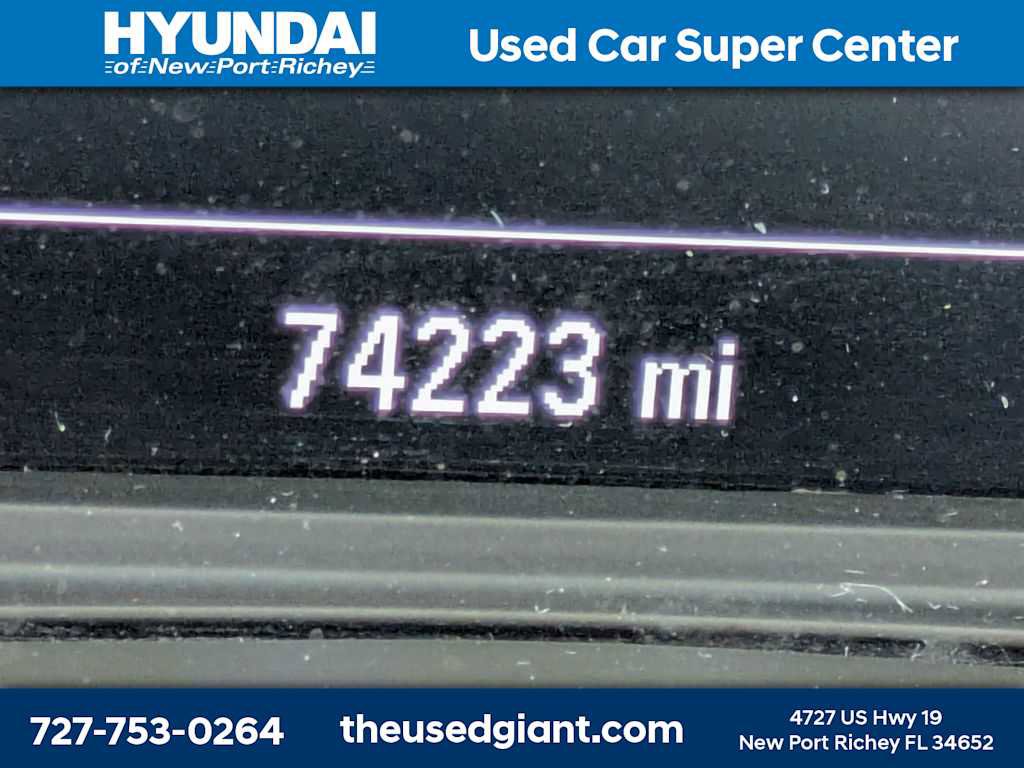 HYUNDAI
of New Port Richey
Used Car Super Center
74223 mi
727-753-0264
theusedgiant.com
4727 US Hwy 19
New Port Richey FL 34652